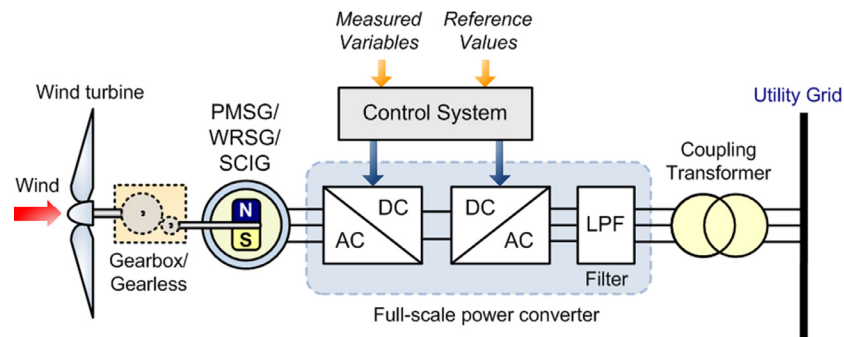 Measured
Variables
Reference
Values
Wind turbine
PMSG/
WRSG/
SCIG
Control System
Utility Grid
Coupling
Transformer
Wind
N
S
DC
AC
DC
AC
LPF
Gearbox/
Gearless
Filter
Full-scale power converter